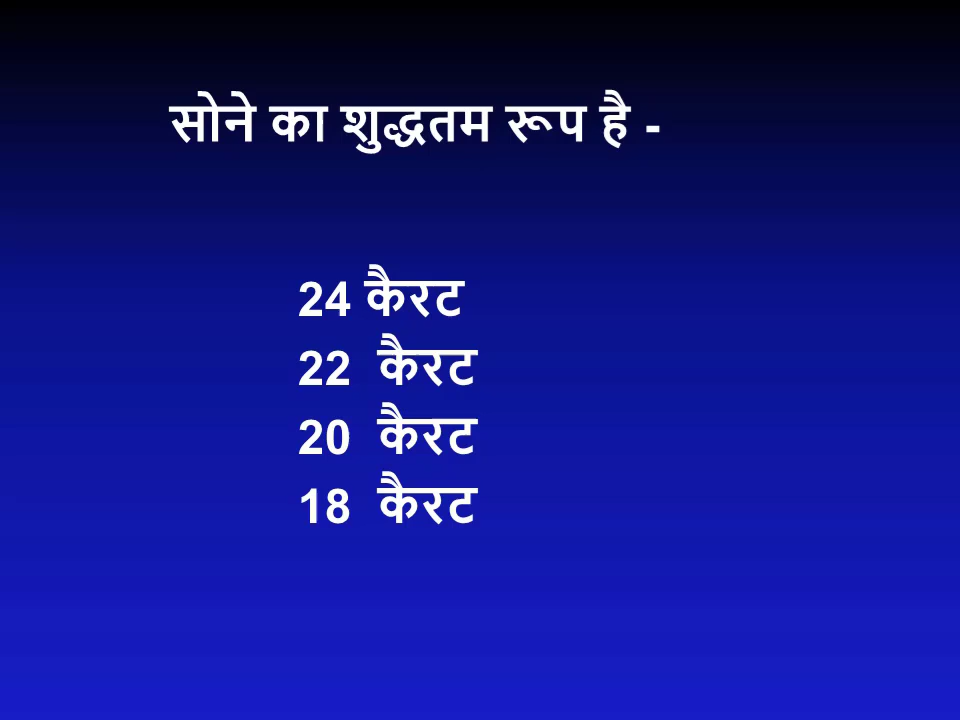 सोने का शुद्धतम रूप है -
24 कैरट
22 कैरट
20 कैरट
18 कैरट